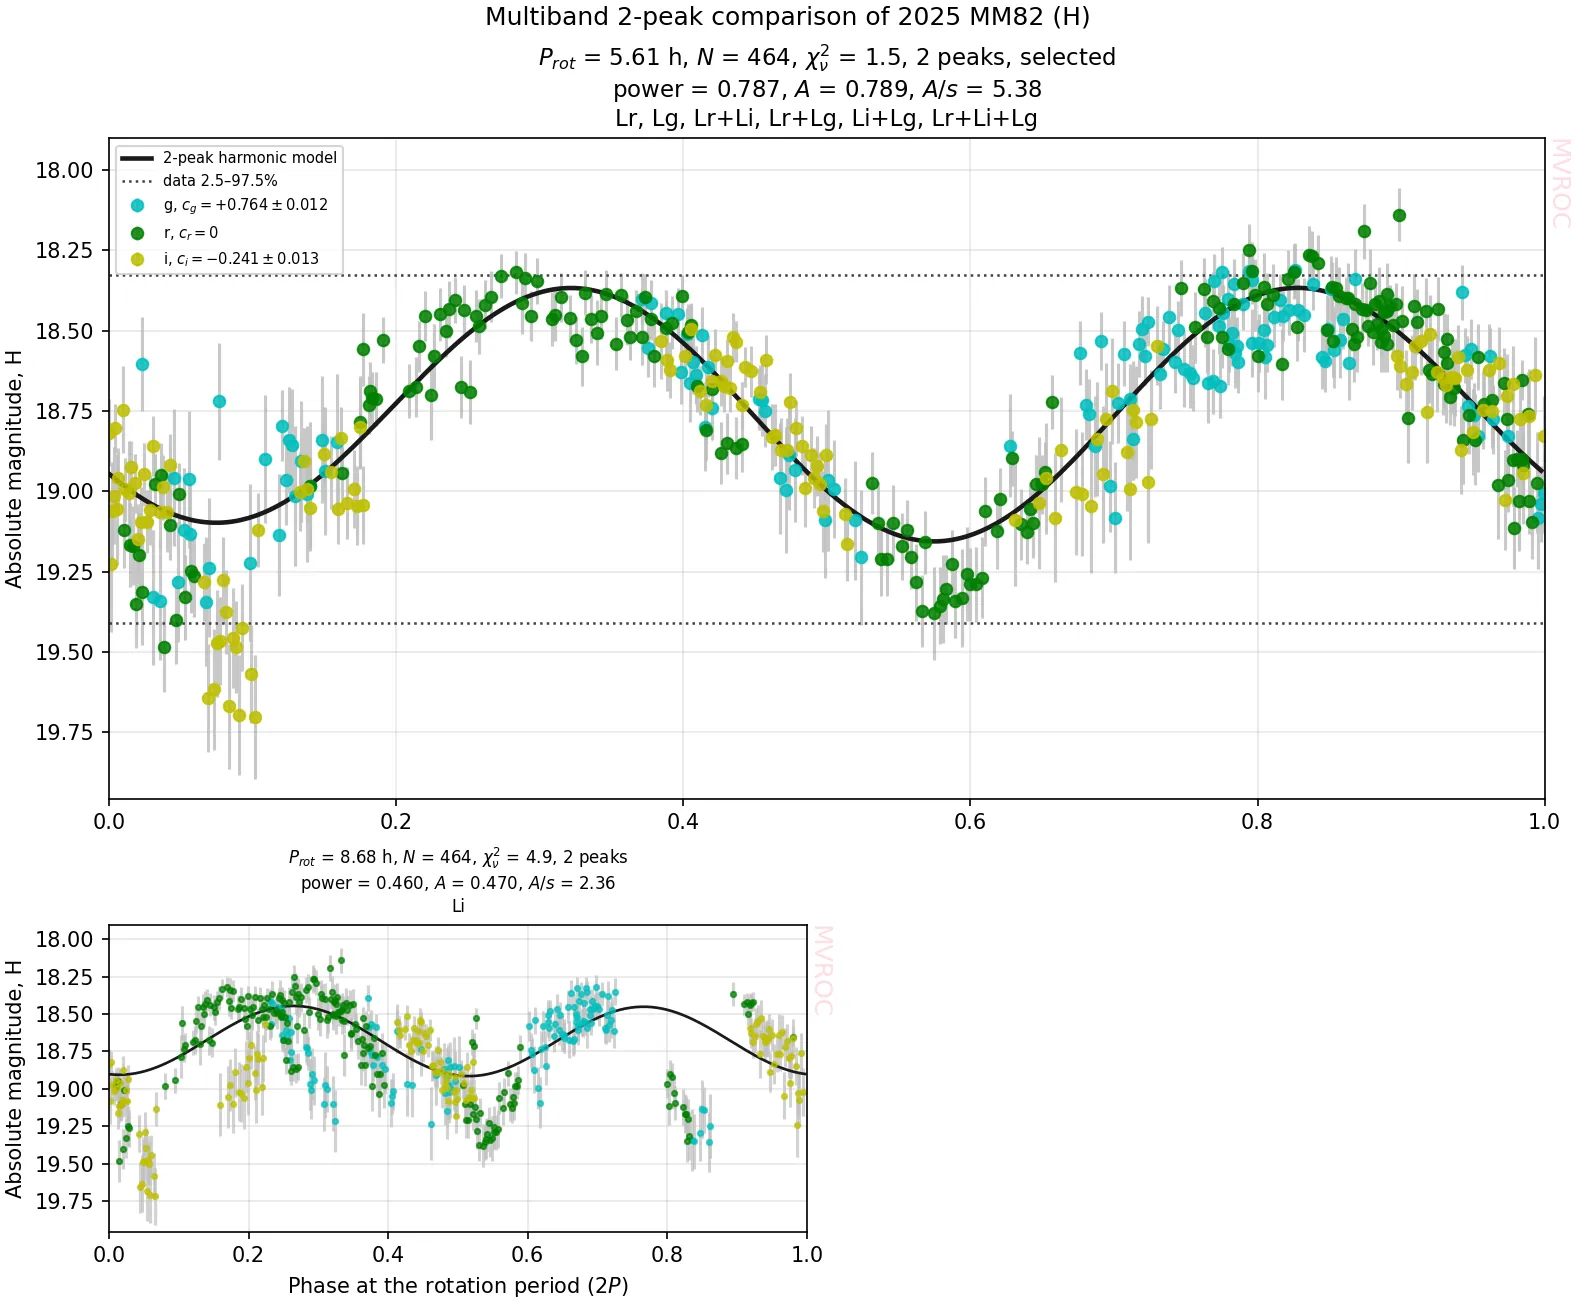 Multiband 2-peak comparison of 2025 MM82 (H)
P_rot = 5.61 h, N = 464, χ²_ν = 1.5, 2 peaks, selected
power = 0.787, A = 0.789, A/s = 5.38
Lr, Lg, Lr+Li, Lr+Lg, Li+Lg, Lr+Li+Lg
2-peak harmonic model
data 2.5–97.5%
g, c_g = +0.764 ± 0.012
r, c_r = 0
i, c_i = −0.241 ± 0.013
MVROC
Absolute magnitude, H
18.00
18.25
18.50
18.75
19.00
19.25
19.50
19.75
0.0 0.2 0.4 0.6 0.8 1.0
P_rot = 8.68 h, N = 464, χ²_ν = 4.9, 2 peaks
power = 0.460, A = 0.470, A/s = 2.36
Li
MVROC
Absolute magnitude, H
18.00
18.25
18.50
18.75
19.00
19.25
19.50
19.75
0.0 0.2 0.4 0.6 0.8 1.0
Phase at the rotation period (2P)